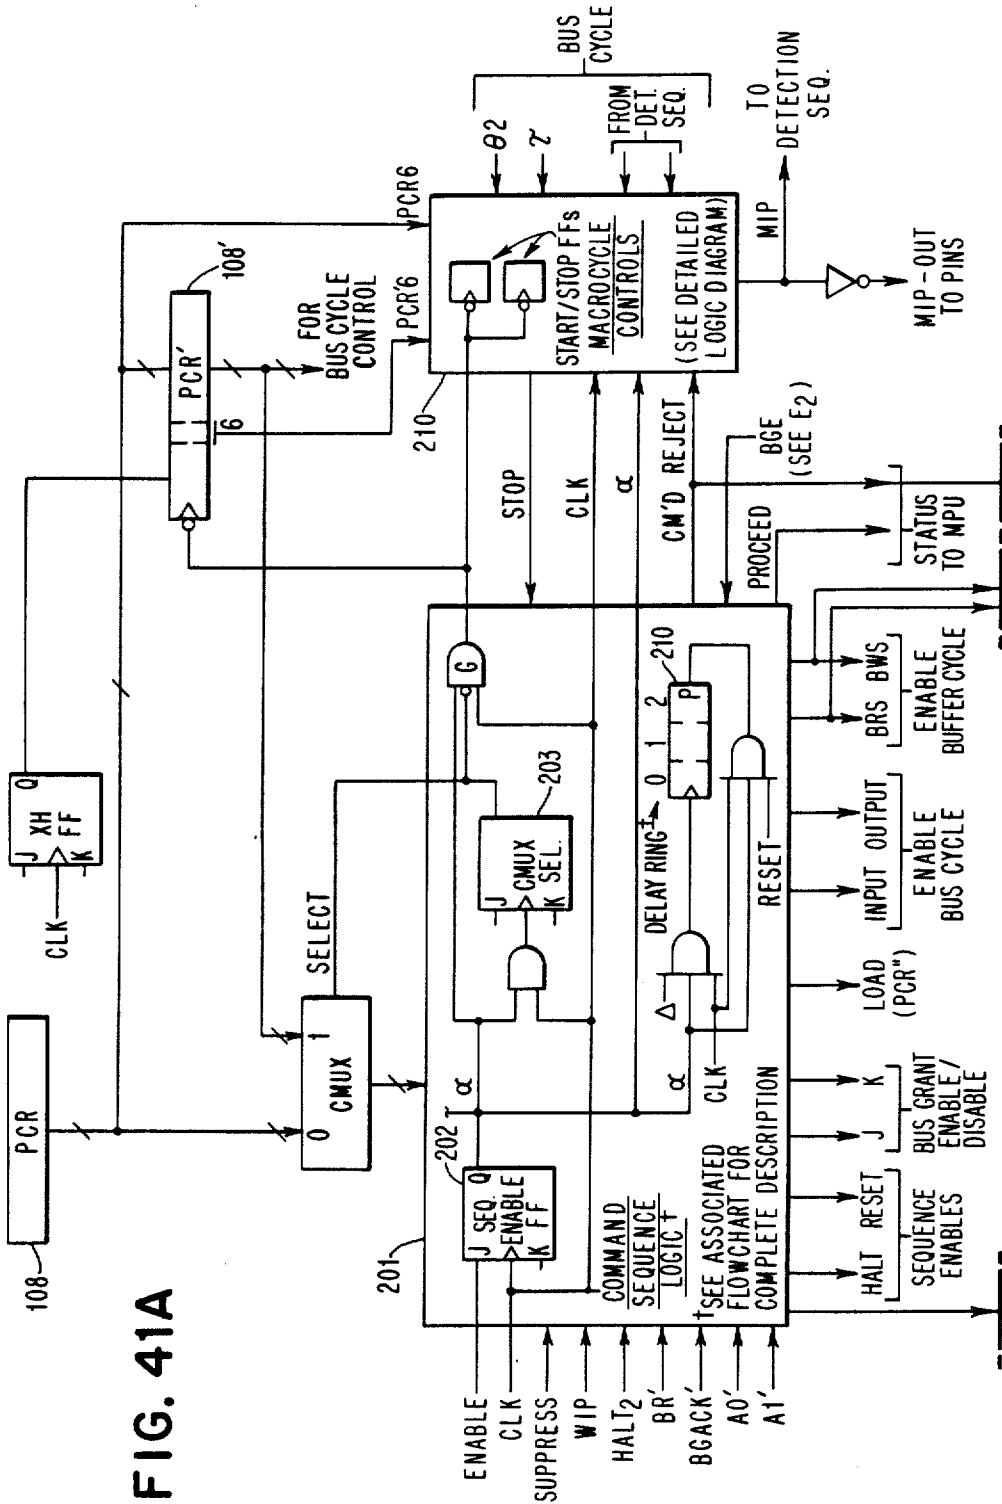 FIG. 41A
108
PCR
CLK
J
XH
FF
K
Q
108'
PCR'
6
FOR
BUS CYCLE
CONTROL
PCR'6
PCR6
0
1
CMUX
SELECT
201
202
J
SEQ.
ENABLE
FF
K
Q
α
203
J
CMUX
SEL.
K
G
ENABLE
CLK
SUPPRESS
WIP
HALT2
BR'
BGACK'
A0'
A1'
COMMAND
SEQUENCE
LOGIC†
†SEE ASSOCIATED
FLOWCHART FOR
COMPLETE DESCRIPTION
α
CLK
Δ
DELAY RING
‡
0 1 2
P
210
RESET
STOP
CLK
α
CM'D REJECT
BGE
(SEE E2)
PROCEED
STATUS
TO MPU
210
START/STOP FFs
MACROCYCLE
CONTROLS
(SEE DETAILED
LOGIC DIAGRAM)
θ2
τ
FROM
DET.
SEQ.
BUS
CYCLE
MIP
TO
DETECTION
SEQ.
MIP-OUT
TO PINS
HALT RESET
SEQUENCE
ENABLES
J K
BUS GRANT
ENABLE/
DISABLE
LOAD
(PCR")
INPUT OUTPUT
ENABLE
BUS CYCLE
BRS BWS
ENABLE
BUFFER CYCLE